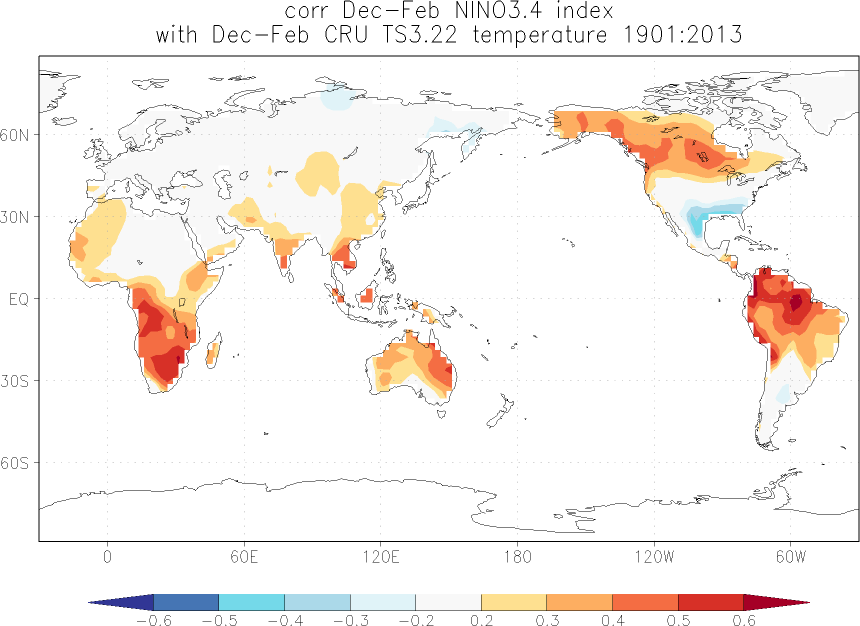 corr Dec-Feb NINO3.4 index
with Dec-Feb CRU TS3.22 temperature 1901:2013
60N
30N
EQ
30S
60S
0 60E 120E 180 120W 60W
-0.6 -0.5 -0.4 -0.3 -0.2 0.2 0.3 0.4 0.5 0.6